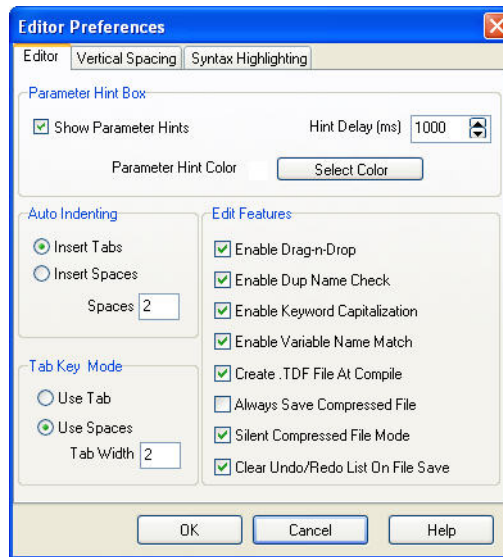 Editor Preferences
Editor Vertical Spacing Syntax Highlighting
Parameter Hint Box
Show Parameter Hints Hint Delay (ms) 1000
Parameter Hint Color Select Color
Auto Indenting
Insert Tabs
Insert Spaces
Spaces 2
Tab Key Mode
Use Tab
Use Spaces
Tab Width 2
Edit Features
Enable Drag-n-Drop
Enable Dup Name Check
Enable Keyword Capitalization
Enable Variable Name Match
Create .TDF File At Compile
Always Save Compressed File
Silent Compressed File Mode
Clear Undo/Redo List On File Save
OK Cancel Help